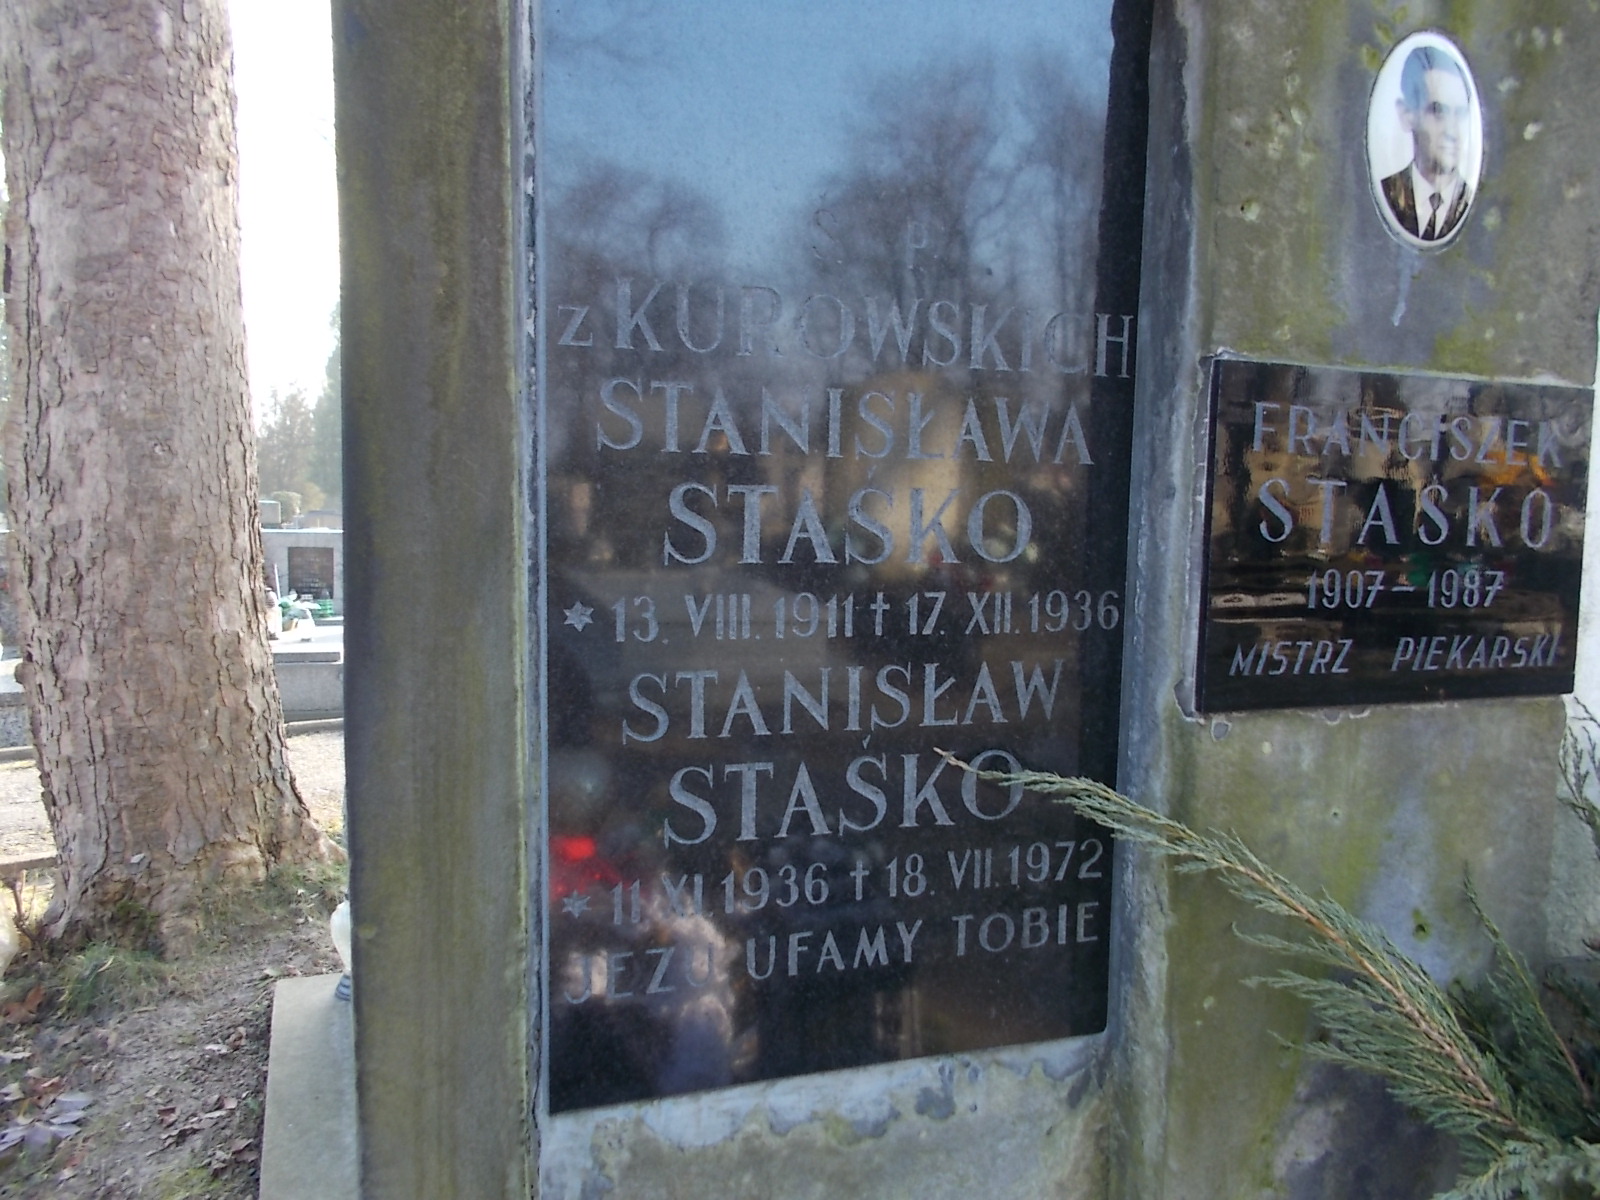 Ś P
z KUROWSKICH
STANISŁAWA
STAŚKO
* 13. VIII. 1911 † 17. XII. 1936
STANISŁAW
STAŚKO
* 11 XI 1936 † 18. VII. 1972
JEZU UFAMY TOBIE
FRANCISZEK
STAŚKO
1907 - 1987
MISTRZ PIEKARSKI